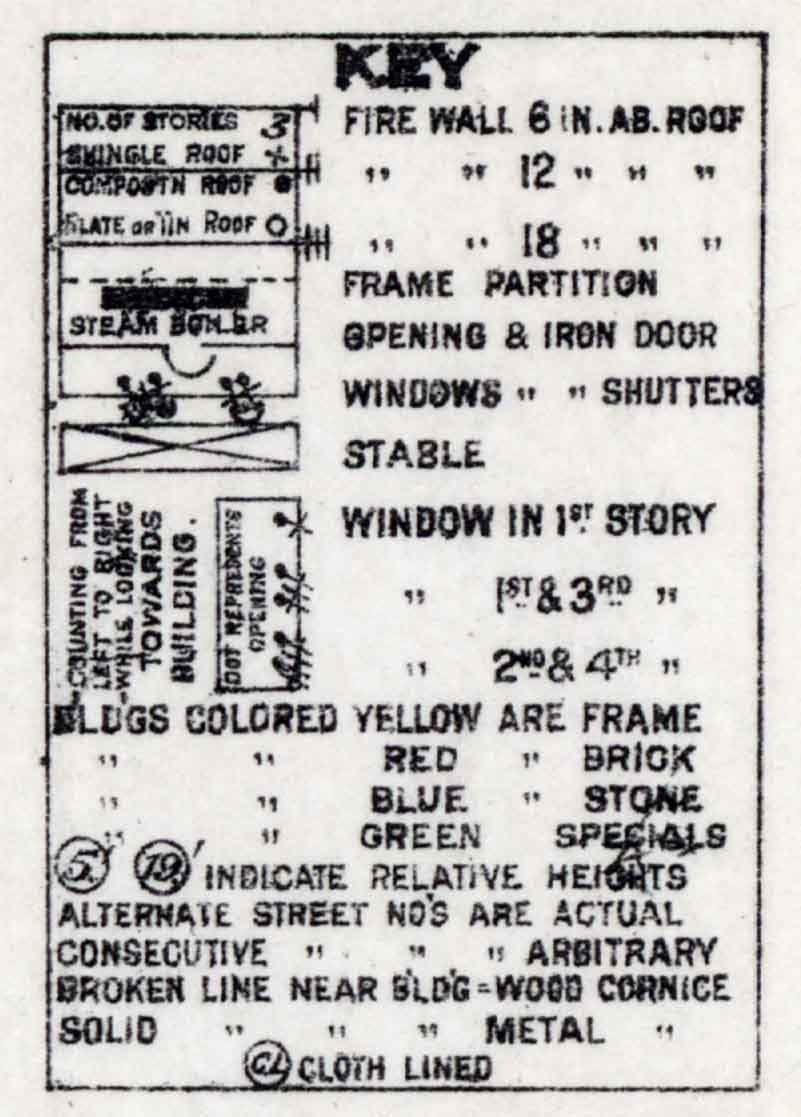 KEY
NO. OF STORIES 3
SHINGLE ROOF X
COMPOS'TN ROOF ●
SLATE OR TIN ROOF O
STEAM BOILER
FIRE WALL 6 IN. AB. ROOF
" " 12 " " "
" " 18 " " "
FRAME PARTITION
OPENING & IRON DOOR
WINDOWS " " SHUTTERS
STABLE
COUNTING FROM
LEFT TO RIGHT
WHILE LOOKING
TOWARDS
BUILDING.
DOT REPRESENTS
OPENING
WINDOW IN 1ST STORY
" 1ST & 3RD "
" 2ND & 4TH "
BLDGS COLORED YELLOW ARE FRAME
" " RED " BRICK
" " BLUE " STONE
" " GREEN SPECIALS
5' 19' INDICATE RELATIVE HEIGHTS
ALTERNATE STREET NO'S ARE ACTUAL
CONSECUTIVE " " " ARBITRARY
BROKEN LINE NEAR BL'D'G = WOOD CORNICE
SOLID " " " METAL "
CL CLOTH LINED